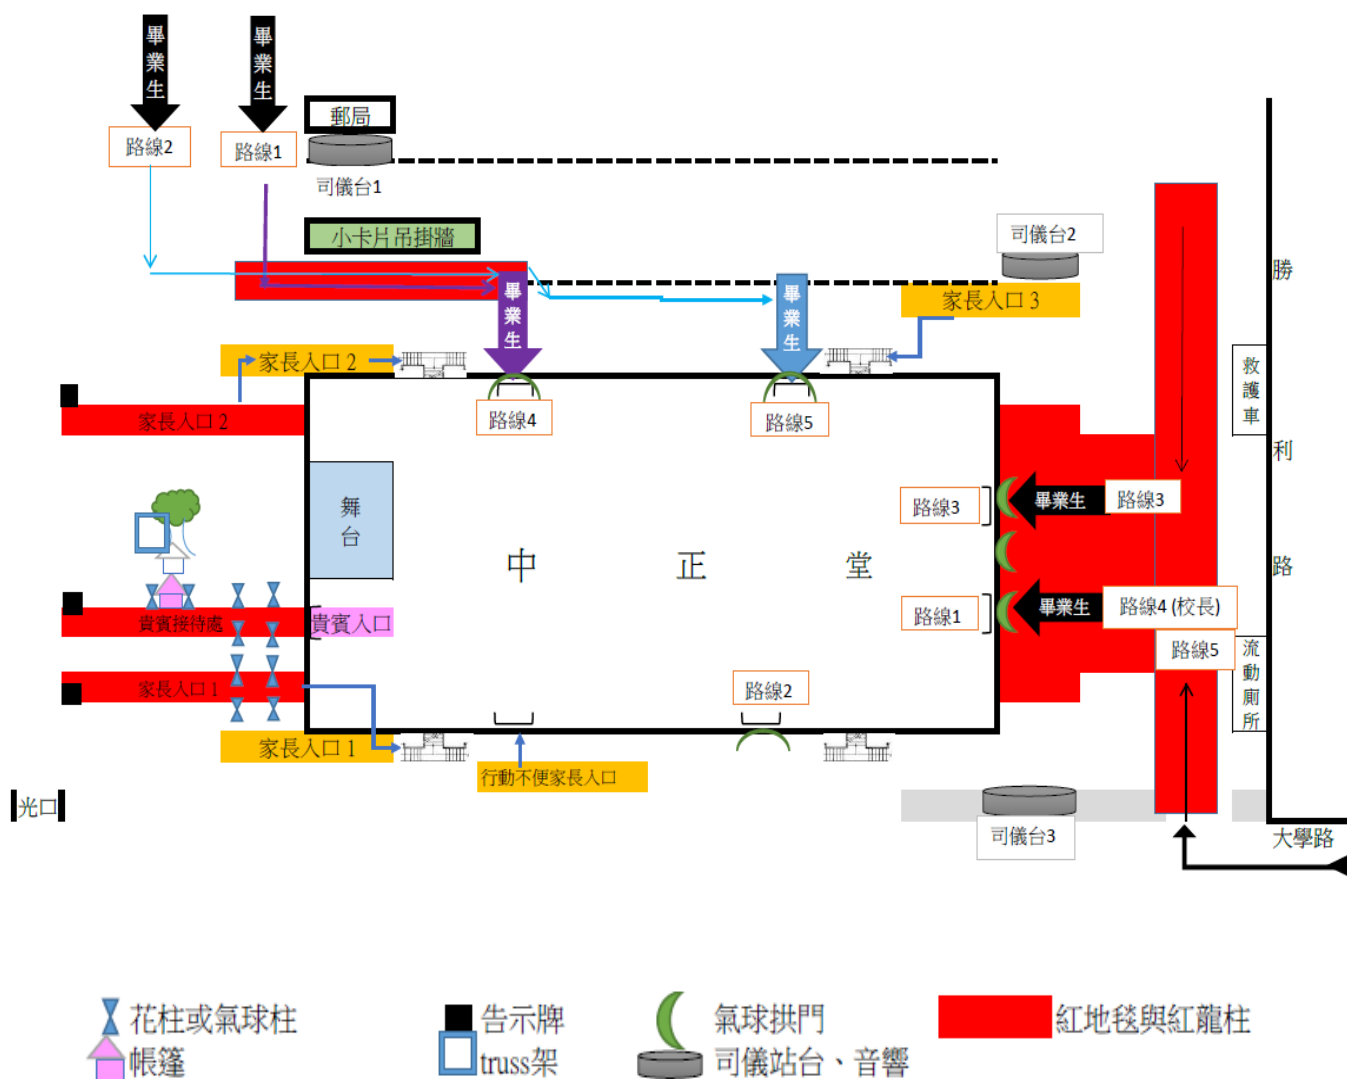 畢業生
畢業生
郵局
路線2
路線1
司儀台1
小卡片吊掛牆
司儀台2
勝利路
畢業生
畢業生
家長入口 3
家長入口 2
救護車
家長入口 2
路線4
路線5
舞台
路線3
畢業生
路線3
中正堂
貴賓接待處
貴賓入口
路線1
畢業生
路線4 (校長)
路線5
流動廁所
家長入口 1
路線2
家長入口 1
行動不便家長入口
光口
司儀台3
大學路
花柱或氣球柱
告示牌
氣球拱門
紅地毯與紅龍柱
帳篷
truss架
司儀站台、音響